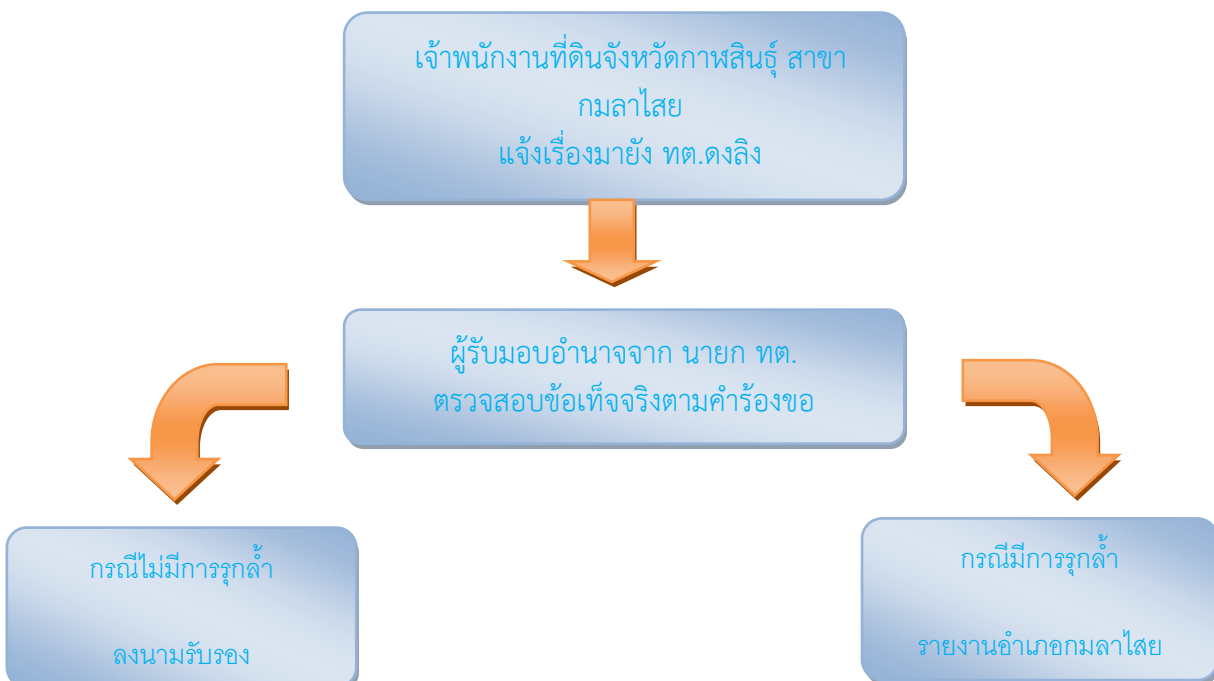 เจ้าพนักงานที่ดินจังหวัดกาฬสินธุ์ สาขา
กมลาไสย
แจ้งเรื่องมายัง ทต.ดงลิง
ผู้รับมอบอำนาจจาก นายก ทต.
ตรวจสอบข้อเท็จจริงตามคำร้องขอ
กรณีไม่มีการรุกล้ำ
ลงนามรับรอง
กรณีมีการรุกล้ำ
รายงานอำเภอกมลาไสย